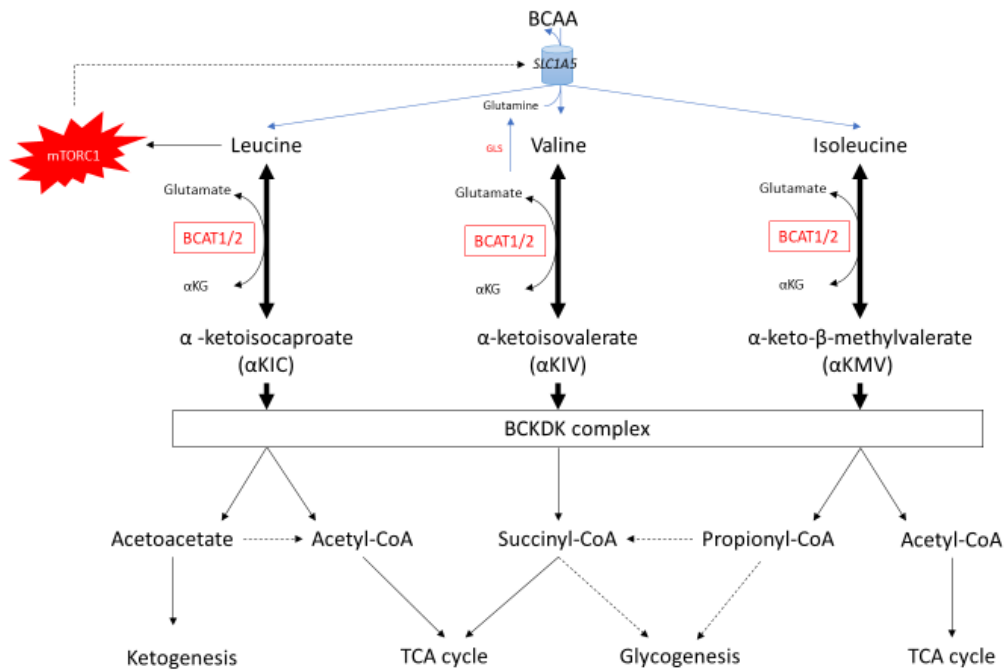 BCAA
SLC1A5
Glutamine
mTORC1
Leucine
GLS
Valine
Isoleucine
Glutamate
Glutamate
Glutamate
BCAT1/2
BCAT1/2
BCAT1/2
αKG
αKG
αKG
α -ketoisocaproate
(αKIC)
α-ketoisovalerate
(αKIV)
α-keto-β-methylvalerate
(αKMV)
BCKDK complex
Acetoacetate
Acetyl-CoA
Succinyl-CoA
Propionyl-CoA
Acetyl-CoA
Ketogenesis
TCA cycle
Glycogenesis
TCA cycle